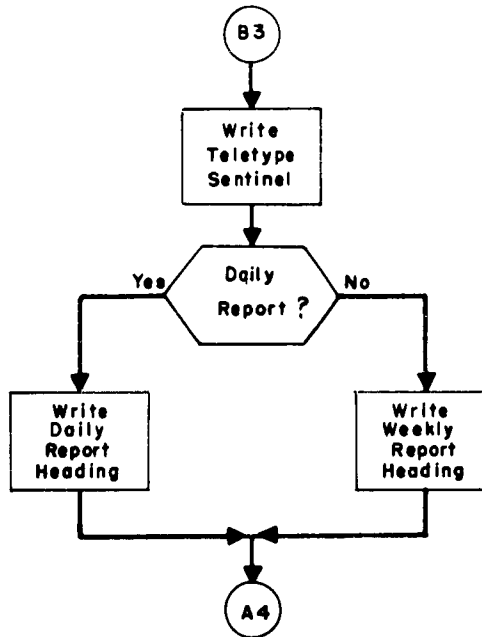 B3
Write
Teletype
Sentinel
Yes
Daily
No
Report ?
Write
Daily
Report
Heading
Write
Weekly
Report
Heading
A4